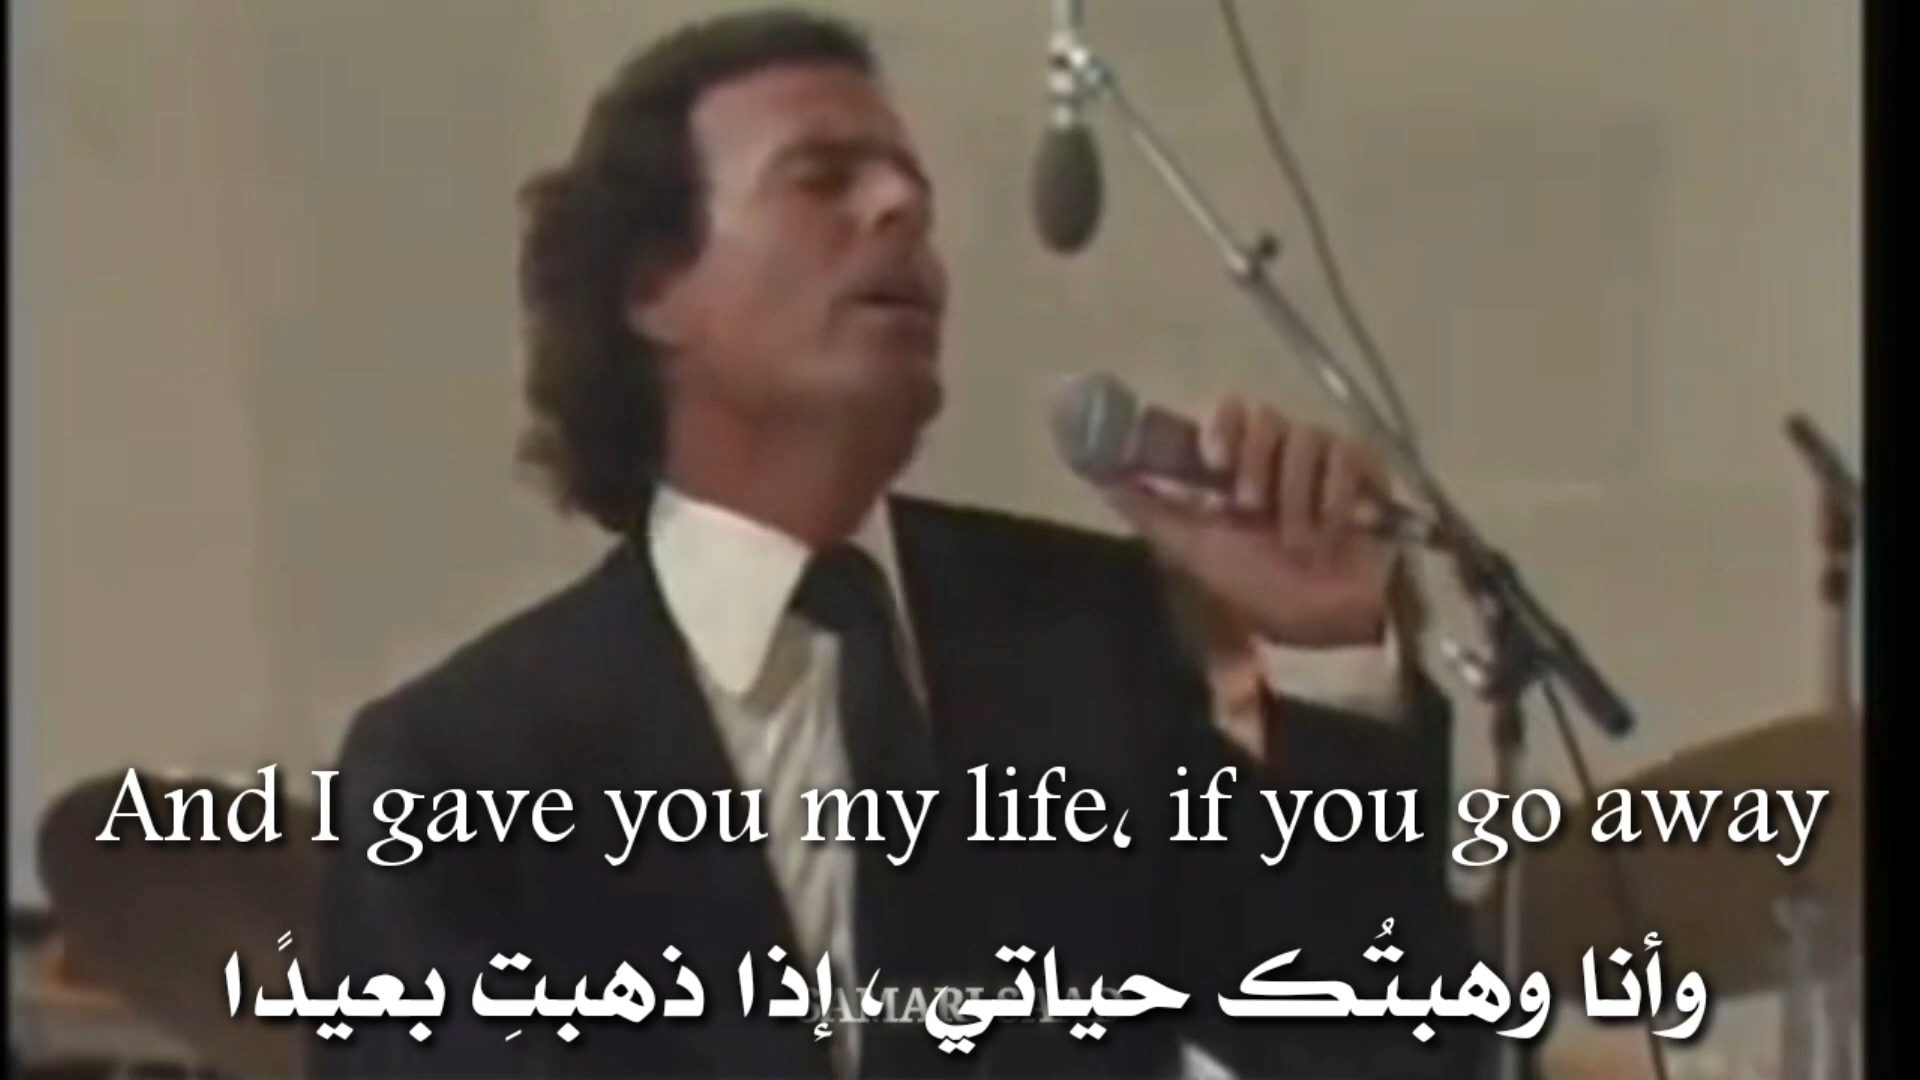 And I gave you my life، if you go away
وأنا وهبتُك حياتي ، إذا ذهبتِ بعيدًا